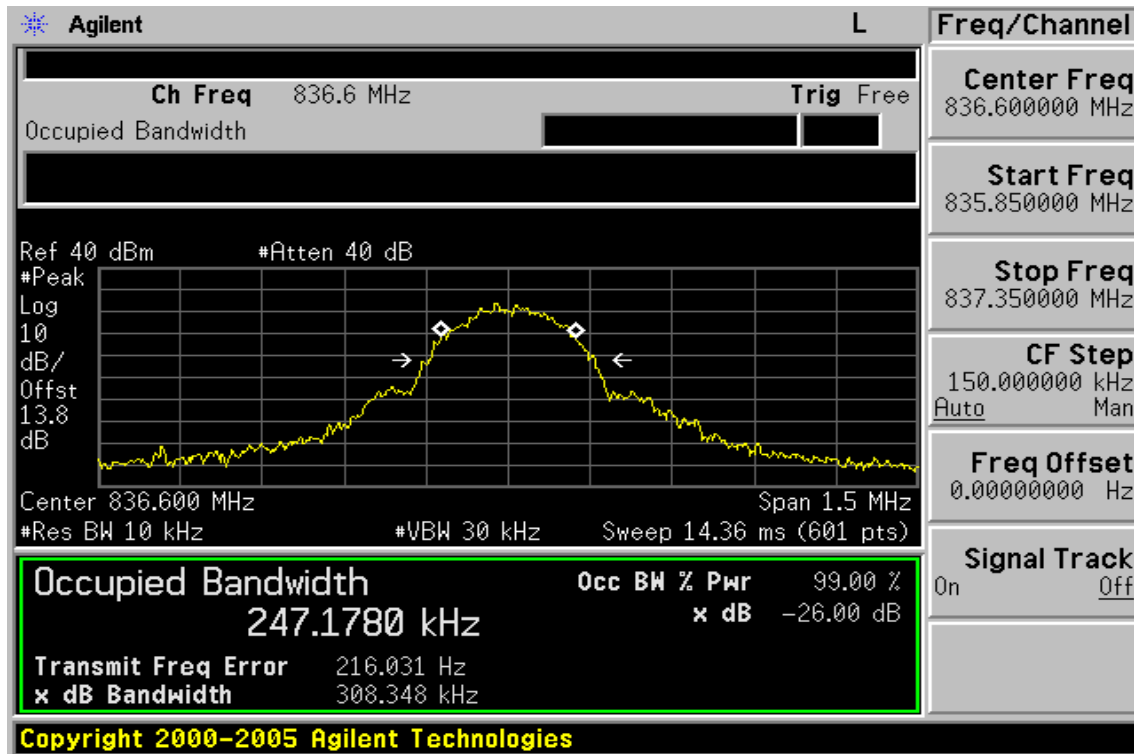 Agilent L Freq/Channel
Ch Freq 836.6 MHz Trig Free
Occupied Bandwidth
Center Freq
836.600000 MHz
Start Freq
835.850000 MHz
Stop Freq
837.350000 MHz
CF Step
150.000000 kHz
Auto Man
Freq Offset
0.00000000 Hz
Signal Track
On Off
Ref 40 dBm #Atten 40 dB
#Peak
Log
10
dB/
Offst
13.8
dB
Center 836.600 MHz Span 1.5 MHz
#Res BW 10 kHz #VBW 30 kHz Sweep 14.36 ms (601 pts)
Occupied Bandwidth Occ BW % Pwr 99.00 %
247.1780 kHz x dB -26.00 dB
Transmit Freq Error 216.031 Hz
x dB Bandwidth 308.348 kHz
Copyright 2000-2005 Agilent Technologies